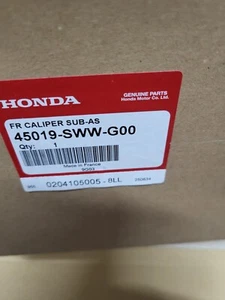 HONDA
GENUINE PARTS
Honda Motor Co., Ltd.
FR CALIPER SUB-AS
45019-SWW-G00
Qty: 1
Made in France
0204105005-8LL